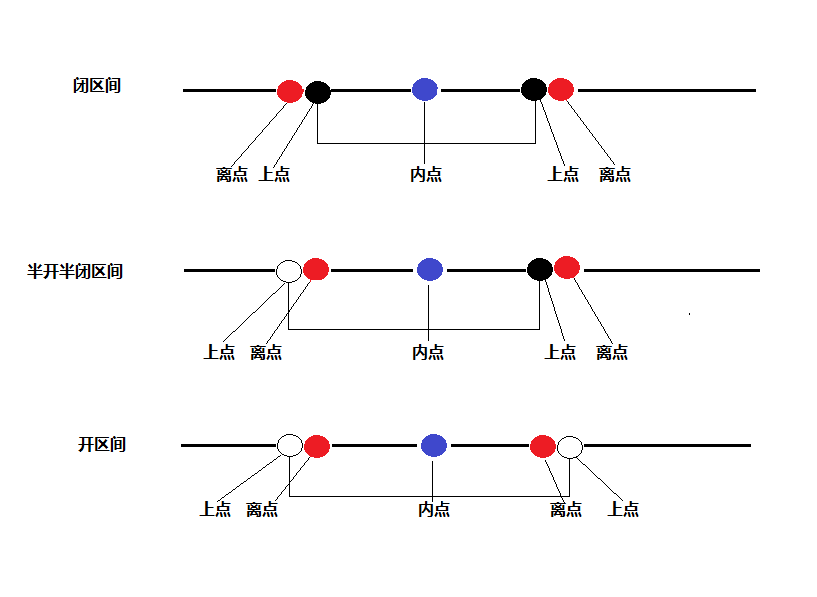 闭区间
离点 上点 内点 上点 离点
半开半闭区间
上点 离点 内点 上点 离点
开区间
上点 离点 内点 离点 上点